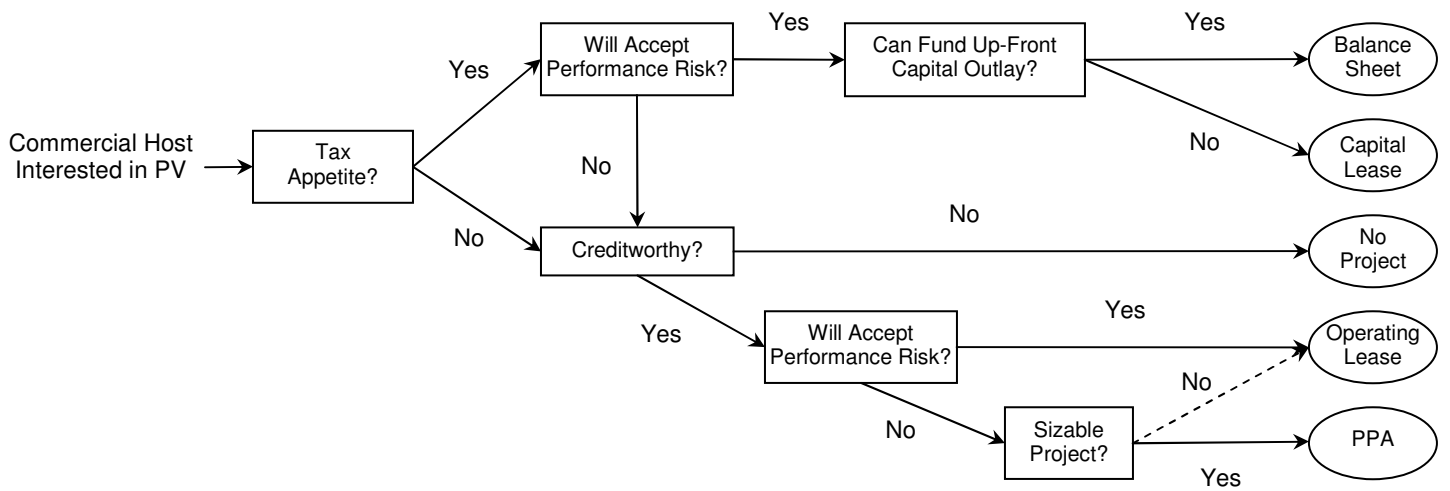 Yes
Yes
Will Accept
Performance Risk?
Can Fund Up-Front
Capital Outlay?
Balance
Sheet
Yes
Commercial Host
Interested in PV
Tax
Appetite?
No
No
Capital
Lease
No
Creditworthy?
No
No
Project
Yes
Will Accept
Performance Risk?
Yes
Operating
Lease
No
No
Sizable
Project?
Yes
PPA